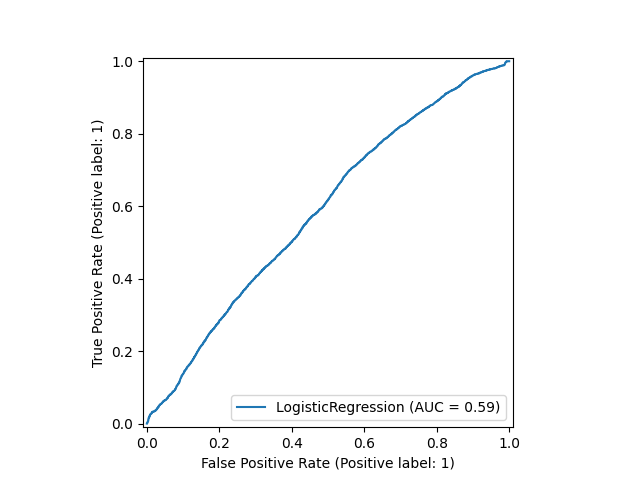 1.0
0.8
0.6
0.4
0.2
0.0
True Positive Rate (Positive label: 1)
LogisticRegression (AUC = 0.59)
0.0 0.2 0.4 0.6 0.8 1.0
False Positive Rate (Positive label: 1)